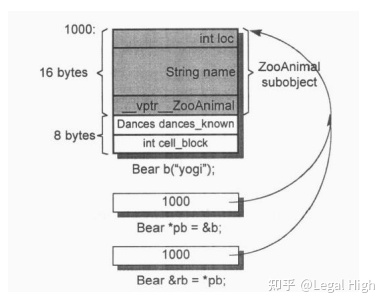 1000:
int loc
16 bytes
String name
ZooAnimal
subobject
__vptr__ZooAnimal
Dances dances_known
8 bytes
int cell_block
Bear b("yogi");
1000
Bear *pb = &b;
1000
Bear &rb = *pb;
知乎 @Legal High